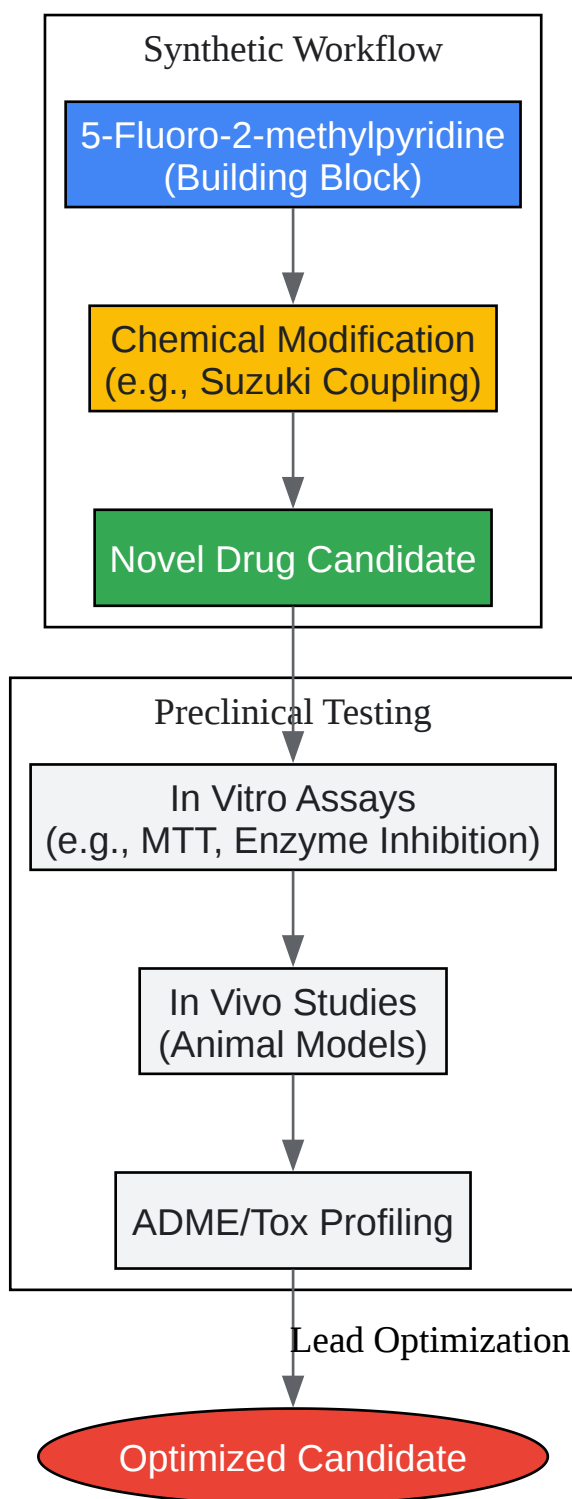 Synthetic Workflow
5-Fluoro-2-methylpyridine
(Building Block)
Chemical Modification
(e.g., Suzuki Coupling)
Novel Drug Candidate
Preclinical Testing
In Vitro Assays
(e.g., MTT, Enzyme Inhibition)
In Vivo Studies
(Animal Models)
ADME/Tox Profiling
Lead Optimization
Optimized Candidate